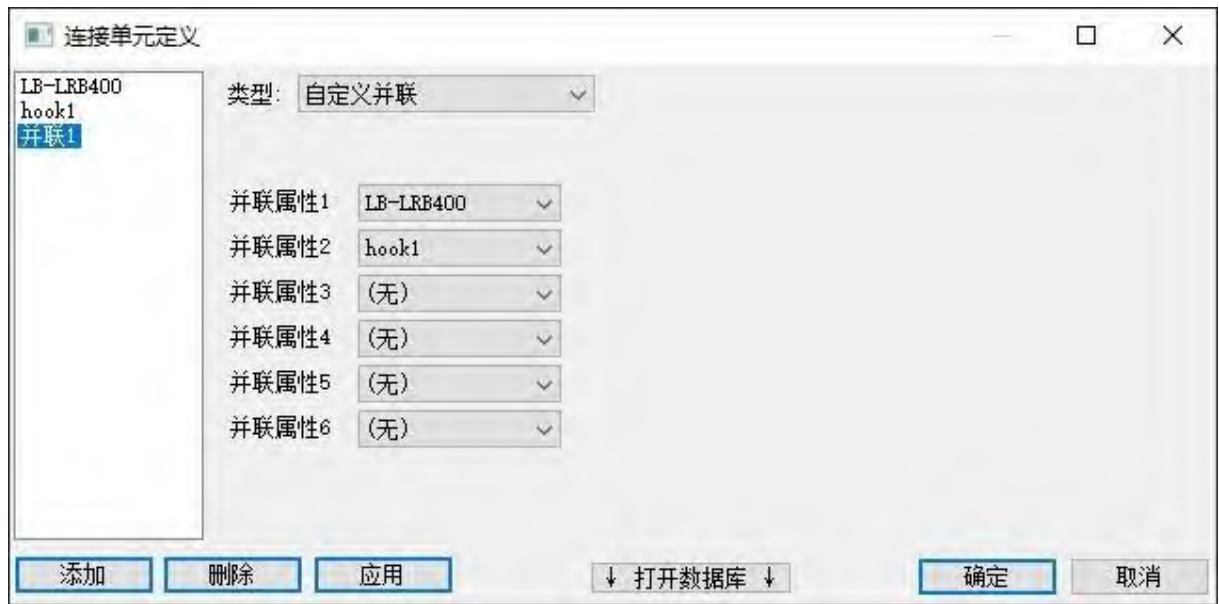 连接单元定义
LB-LRB400
hook1
并联1
类型: 自定义并联
并联属性1 LB-LRB400
并联属性2 hook1
并联属性3 (无)
并联属性4 (无)
并联属性5 (无)
并联属性6 (无)
添加 删除 应用 ↓ 打开数据库 ↓ 确定 取消